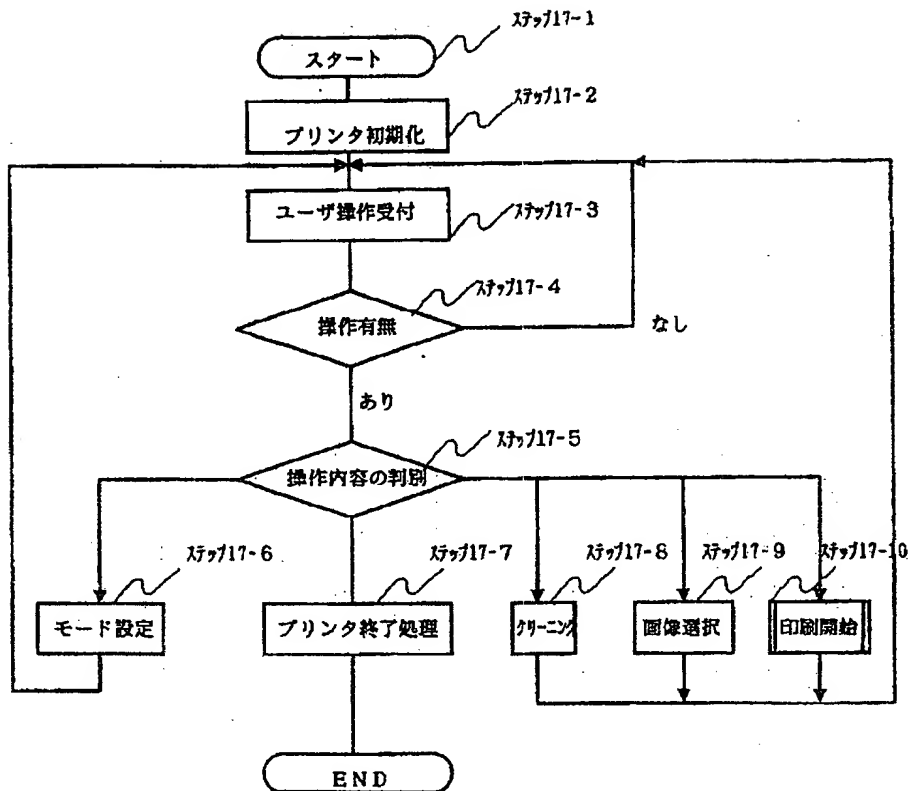 ｽﾃｯﾌﾟ17-1
スタート
ｽﾃｯﾌﾟ17-2
プリンタ初期化
ユーザ操作受付
ｽﾃｯﾌﾟ17-3
ｽﾃｯﾌﾟ17-4
操作有無
なし
あり
ｽﾃｯﾌﾟ17-5
操作内容の判別
ｽﾃｯﾌﾟ17-6
ｽﾃｯﾌﾟ17-7
ｽﾃｯﾌﾟ17-8
ｽﾃｯﾌﾟ17-9
ｽﾃｯﾌﾟ17-10
モード設定
プリンタ終了処理
ｸﾘｰﾆﾝｸﾞ
画像選択
印刷開始
END